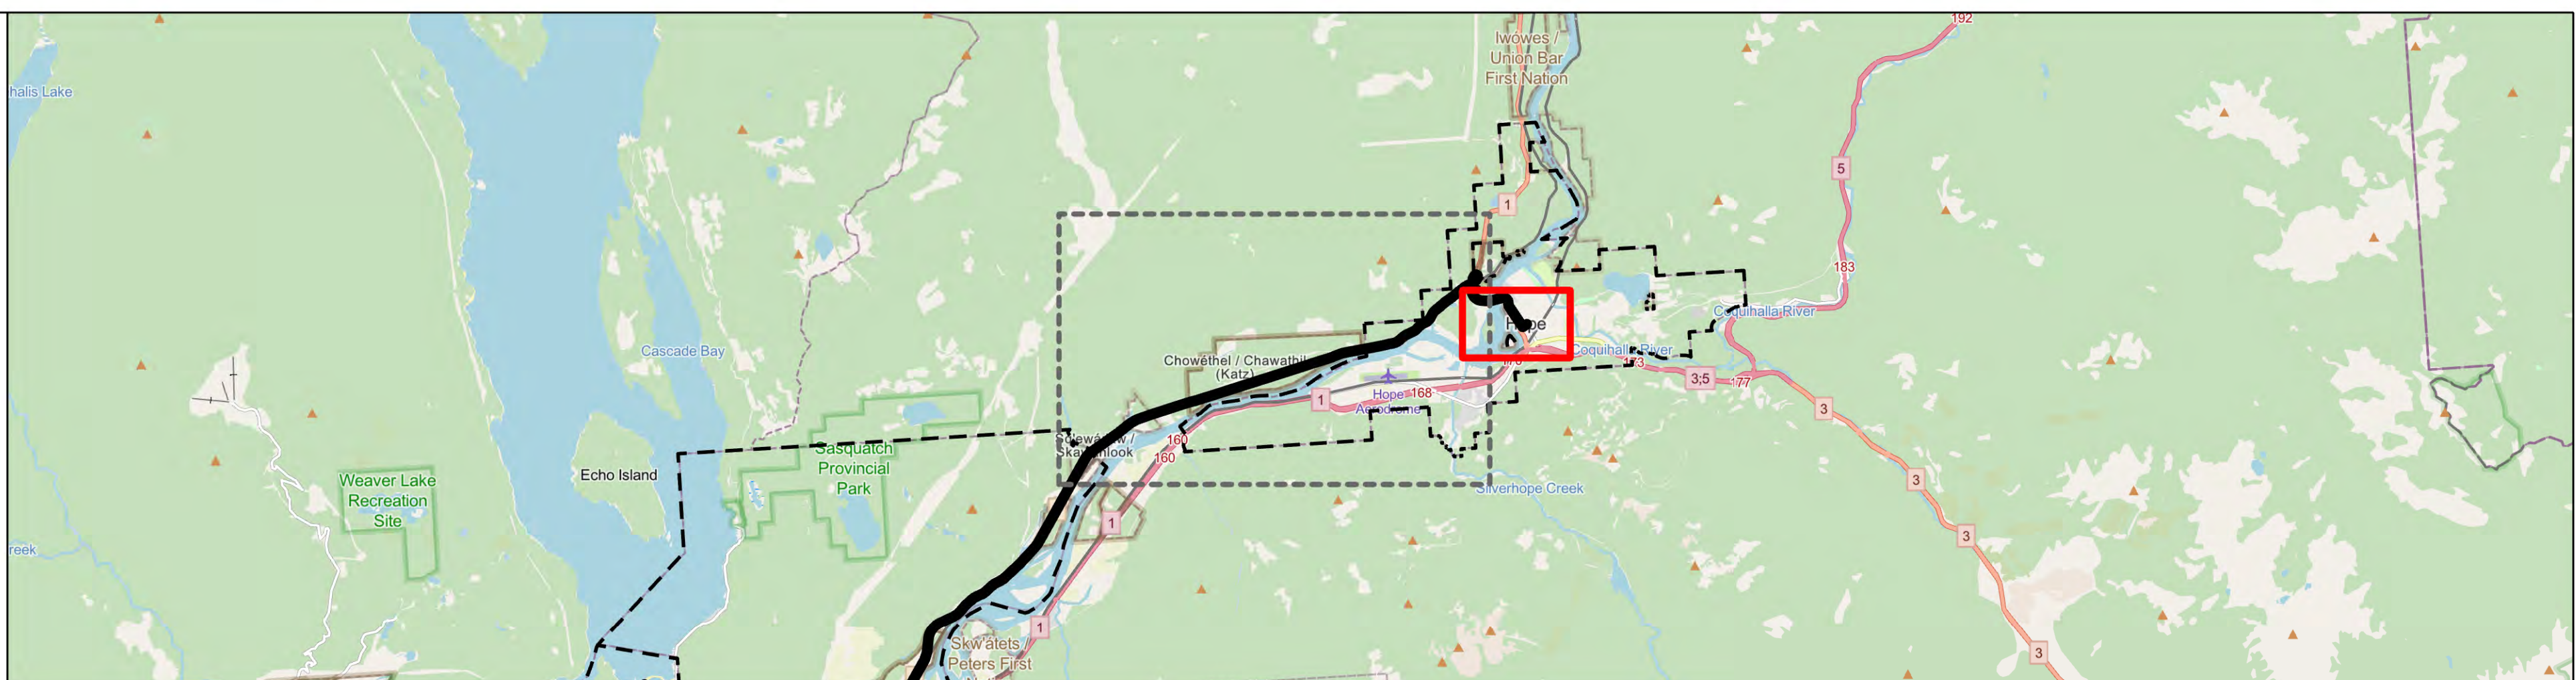 192
Iwówes /
Union Bar
First Nation
halis Lake
5
1
183
Coquihalla River
Hope
Cascade Bay
Chowéthel / Chawathil
(Katz)
Coquihalla River
173
3;5
177
Hope
Aerodrome
168
1
3
160
160
Sasquatch
Provincial
Park
Echo Island
Weaver Lake
Recreation
Site
Silverhope Creek
3
1
3
reek
1
Skw'átets /
Peters First
3